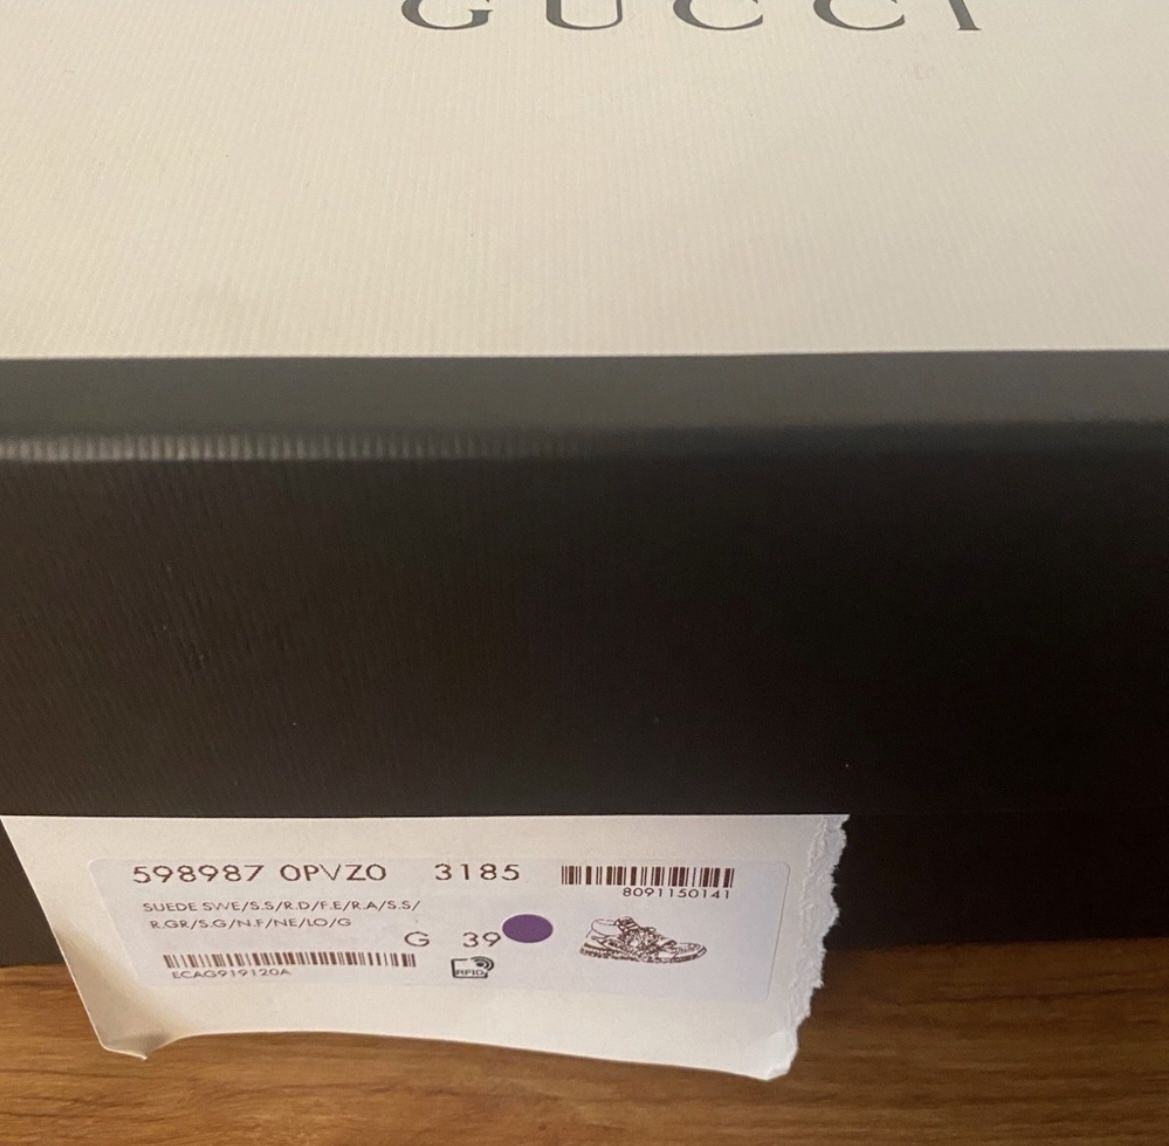 GUCCI
598987 0PVZ0 3185
8091150141
SUEDE SWE/S.S/R.D/F.E/R.A/S.S/
R.GR/S.G/N.F/NE/LO/G
G 39
ECAG919120A
RFID